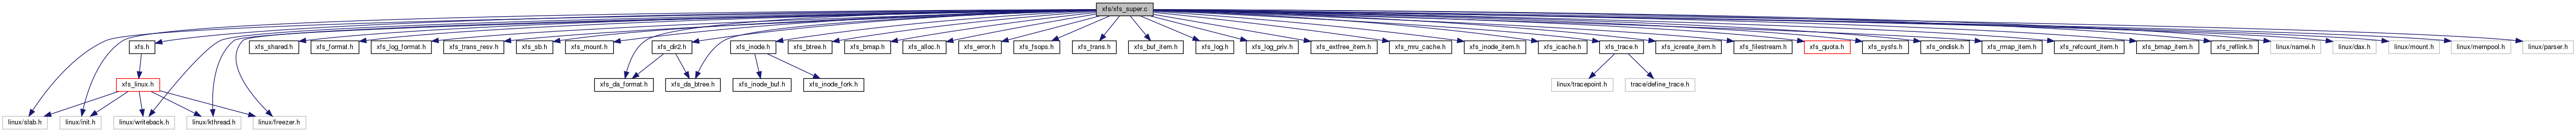 xfs/xfs_super.c
xfs.h
xfs_shared.h
xfs_format.h
xfs_log_format.h
xfs_trans_resv.h
xfs_sb.h
xfs_mount.h
xfs_dir2.h
xfs_inode.h
xfs_btree.h
xfs_bmap.h
xfs_alloc.h
xfs_error.h
xfs_fsops.h
xfs_trans.h
xfs_buf_item.h
xfs_log.h
xfs_log_priv.h
xfs_extfree_item.h
xfs_mru_cache.h
xfs_inode_item.h
xfs_icache.h
xfs_trace.h
xfs_icreate_item.h
xfs_filestream.h
xfs_quota.h
xfs_sysfs.h
xfs_ondisk.h
xfs_rmap_item.h
xfs_refcount_item.h
xfs_bmap_item.h
xfs_reflink.h
linux/namei.h
linux/dax.h
linux/mount.h
linux/mempool.h
linux/parser.h
xfs_linux.h
xfs_da_format.h
xfs_da_btree.h
xfs_inode_buf.h
xfs_inode_fork.h
linux/tracepoint.h
trace/define_trace.h
linux/slab.h
linux/init.h
linux/writeback.h
linux/kthread.h
linux/freezer.h